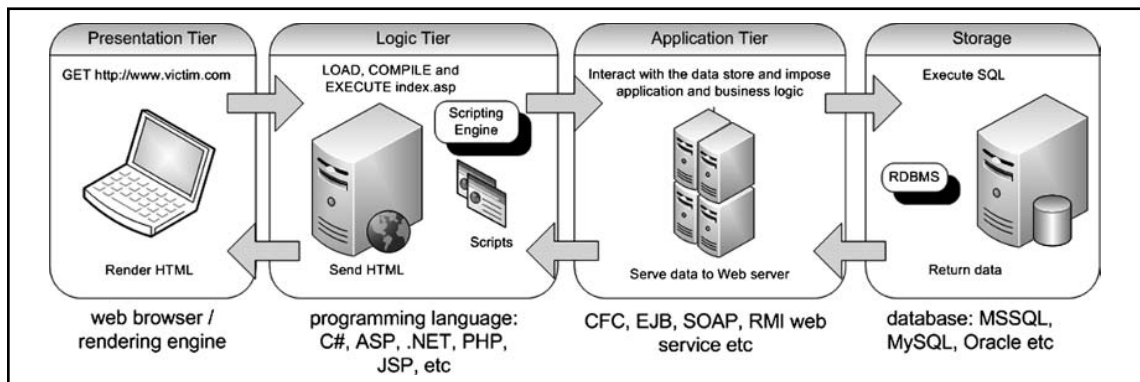 Presentation Tier
GET http://www.victim.com
Render HTML
web browser /
rendering engine
Logic Tier
LOAD, COMPILE and
EXECUTE index.asp
Scripting
Engine
Scripts
Send HTML
programming language:
C#, ASP, .NET, PHP,
JSP, etc
Application Tier
Interact with the data store and impose
application and business logic
Serve data to Web server
CFC, EJB, SOAP, RMI web
service etc
Storage
Execute SQL
RDBMS
Return data
database: MSSQL,
MySQL, Oracle etc